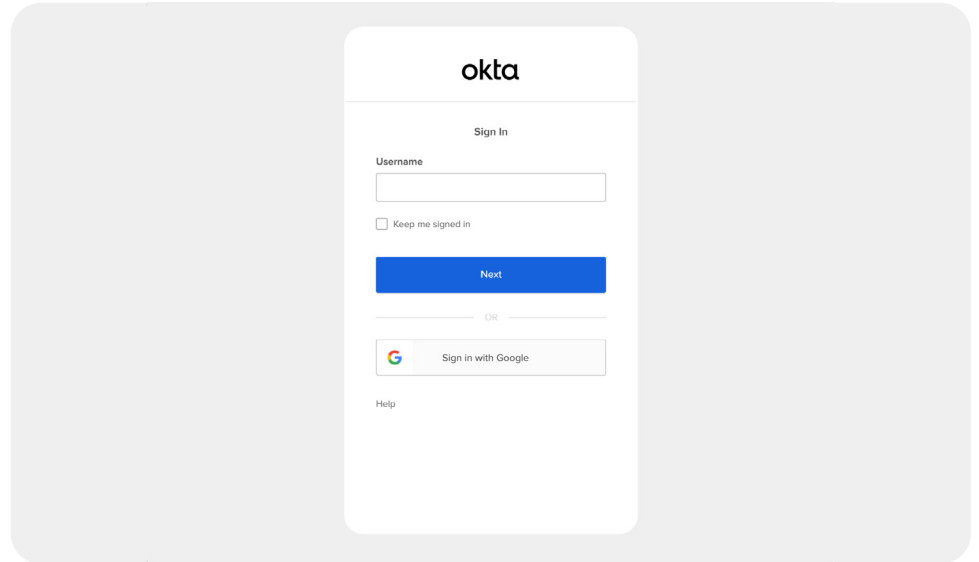 okta
Sign In
Username
Keep me signed in
Next
OR
Sign in with Google
Help